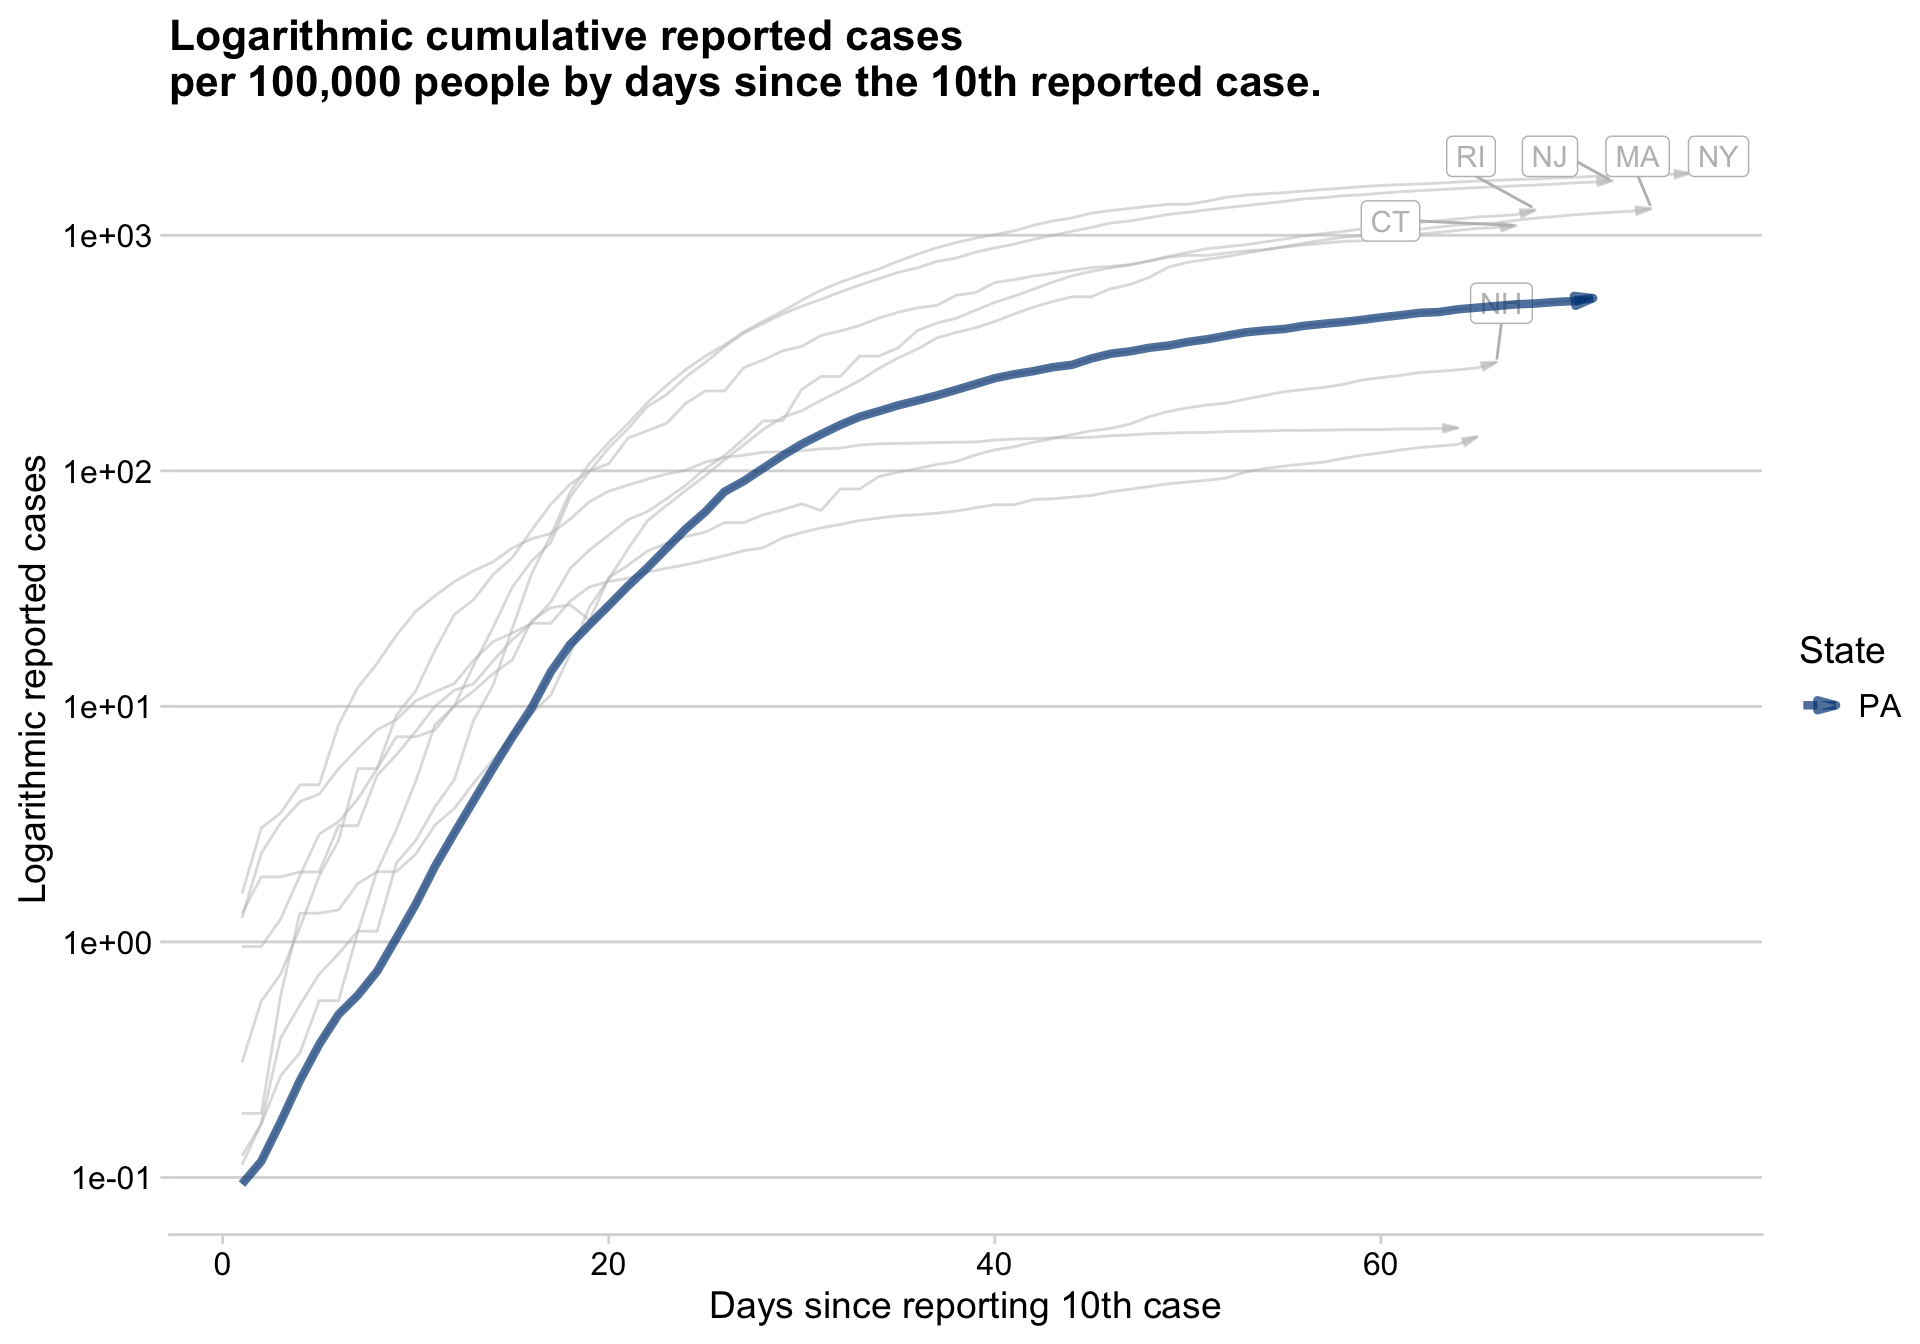 Logarithmic cumulative reported cases
per 100,000 people by days since the 10th reported case.
RI
NJ
MA
NY
CT
NH
1e+03
1e+02
1e+01
1e+00
1e-01
Logarithmic reported cases
State
PA
0
20
40
60
Days since reporting 10th case